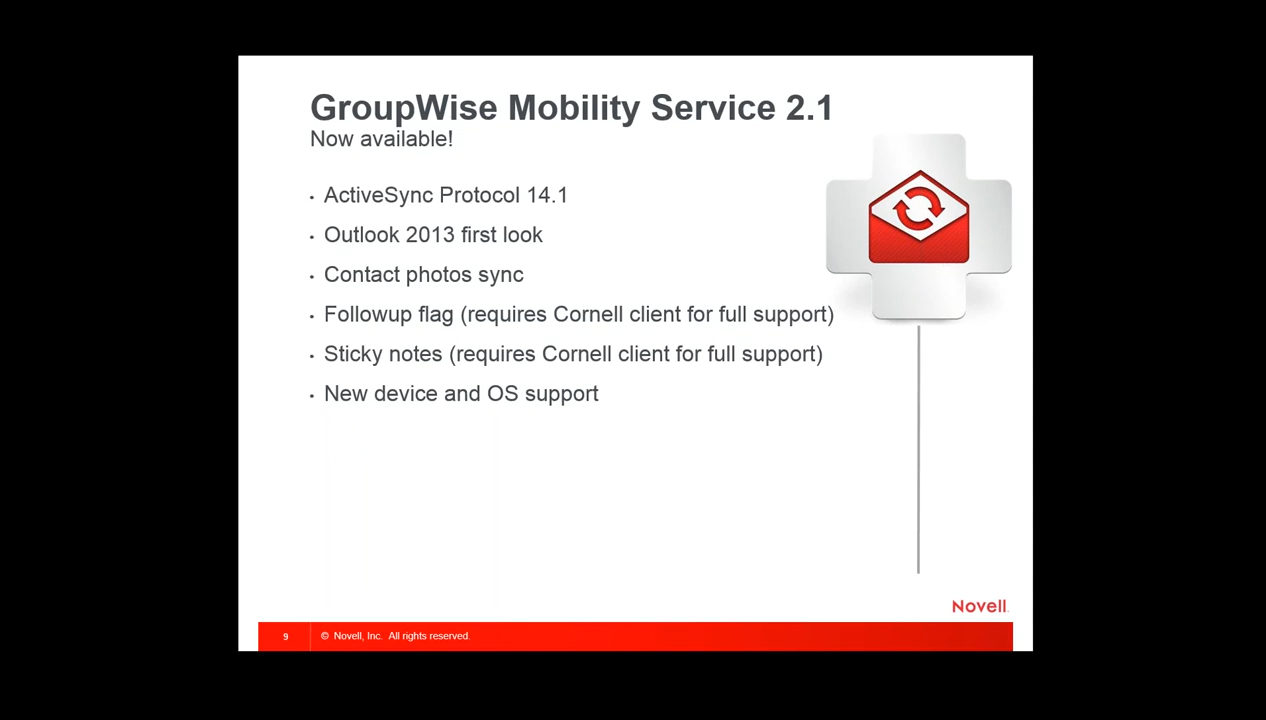 GroupWise Mobility Service 2.1
Now available!
• ActiveSync Protocol 14.1
• Outlook 2013 first look
• Contact photos sync
• Followup flag (requires Cornell client for full support)
• Sticky notes (requires Cornell client for full support)
• New device and OS support
Novell.
9 © Novell, Inc. All rights reserved.